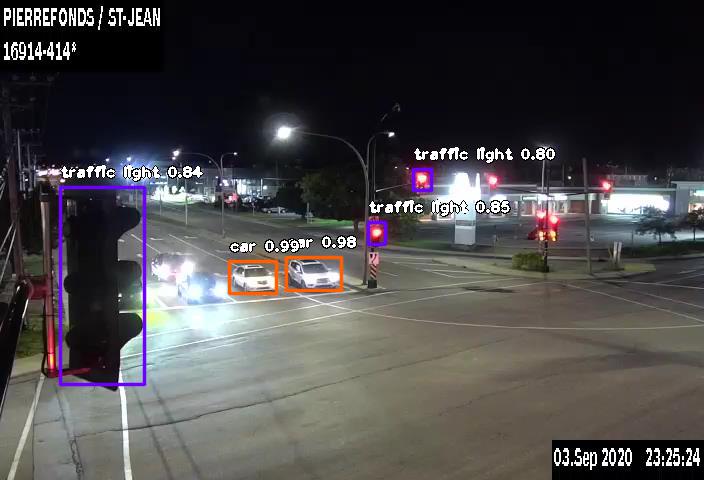 PIERREFONDS / ST-JEAN
16914-414*
traffic light 0.80
traffic light 0.84
traffic light 0.85
car 0.99
car 0.98
03.Sep 2020 23:25:24